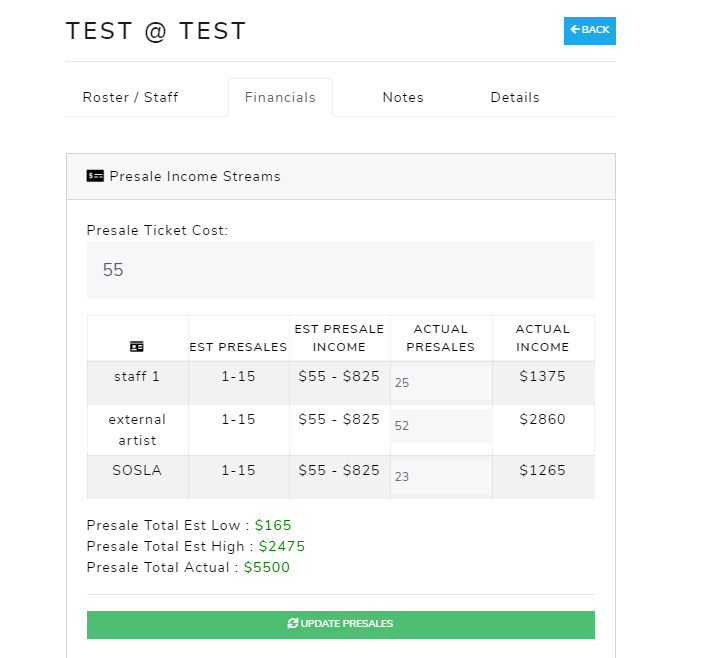 TEST @ TEST
BACK
Roster / Staff Financials Notes Details
Presale Income Streams
Presale Ticket Cost:
55
EST PRESALES EST PRESALE INCOME ACTUAL PRESALES ACTUAL INCOME
staff 1 1-15 $55 - $825 25 $1375
external artist 1-15 $55 - $825 52 $2860
SOSLA 1-15 $55 - $825 23 $1265
Presale Total Est Low : $165
Presale Total Est High : $2475
Presale Total Actual : $5500
UPDATE PRESALES